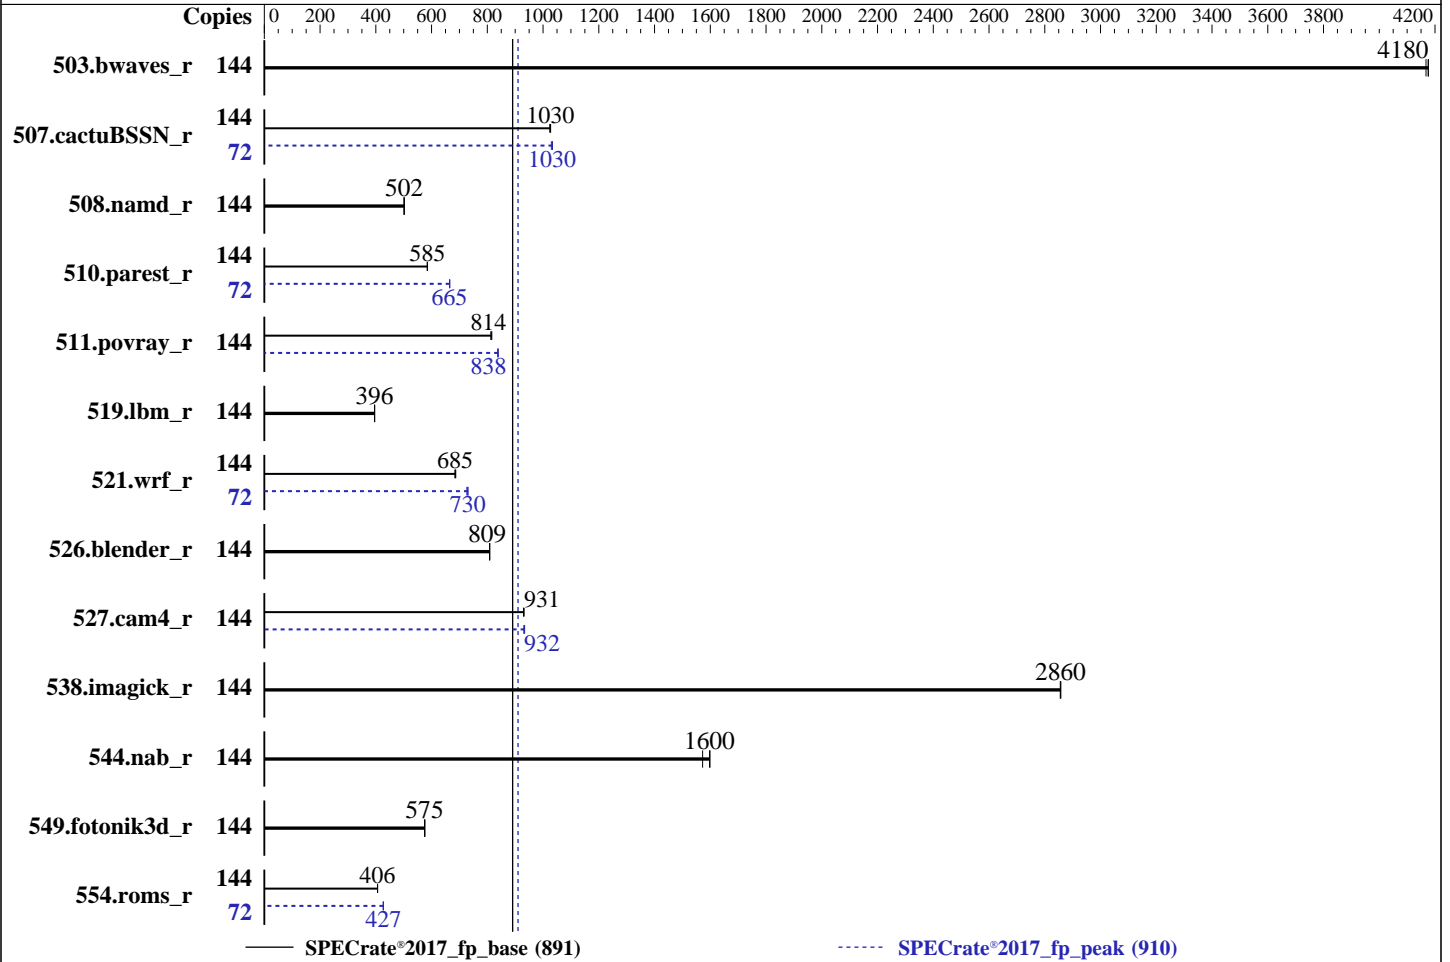 Copies 0 200 400 600 800 1000 1200 1400 1600 1800 2000 2200 2400 2600 2800 3000 3200 3400 3600 3800 4200
503.bwaves_r 144 4180
507.cactuBSSN_r 144 1030
72 1030
508.namd_r 144 502
510.parest_r 144 585
72 665
511.povray_r 144 814
838
519.lbm_r 144 396
521.wrf_r 144 685
72 730
526.blender_r 144 809
527.cam4_r 144 931
932
538.imagick_r 144 2860
544.nab_r 144 1600
549.fotonik3d_r 144 575
554.roms_r 144 406
72 427
SPECrate®2017_fp_base (891) SPECrate®2017_fp_peak (910)